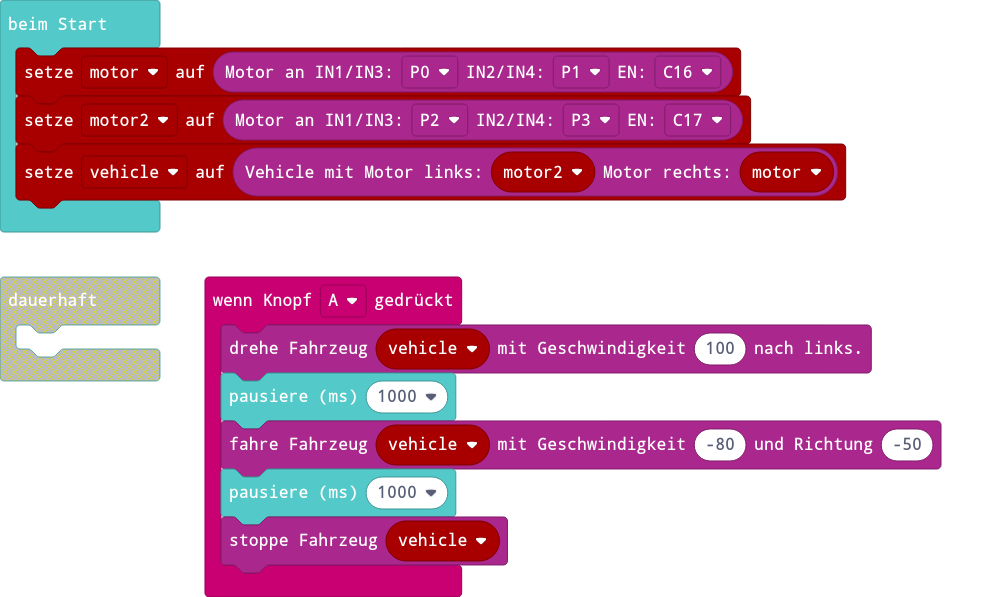 beim Start
setze motor auf Motor an IN1/IN3: P0 IN2/IN4: P1 EN: C16
setze motor2 auf Motor an IN1/IN3: P2 IN2/IN4: P3 EN: C17
setze vehicle auf Vehicle mit Motor links: motor2 Motor rechts: motor
dauerhaft
wenn Knopf A gedrückt
drehe Fahrzeug vehicle mit Geschwindigkeit 100 nach links.
pausiere (ms) 1000
fahre Fahrzeug vehicle mit Geschwindigkeit -80 und Richtung -50
pausiere (ms) 1000
stoppe Fahrzeug vehicle